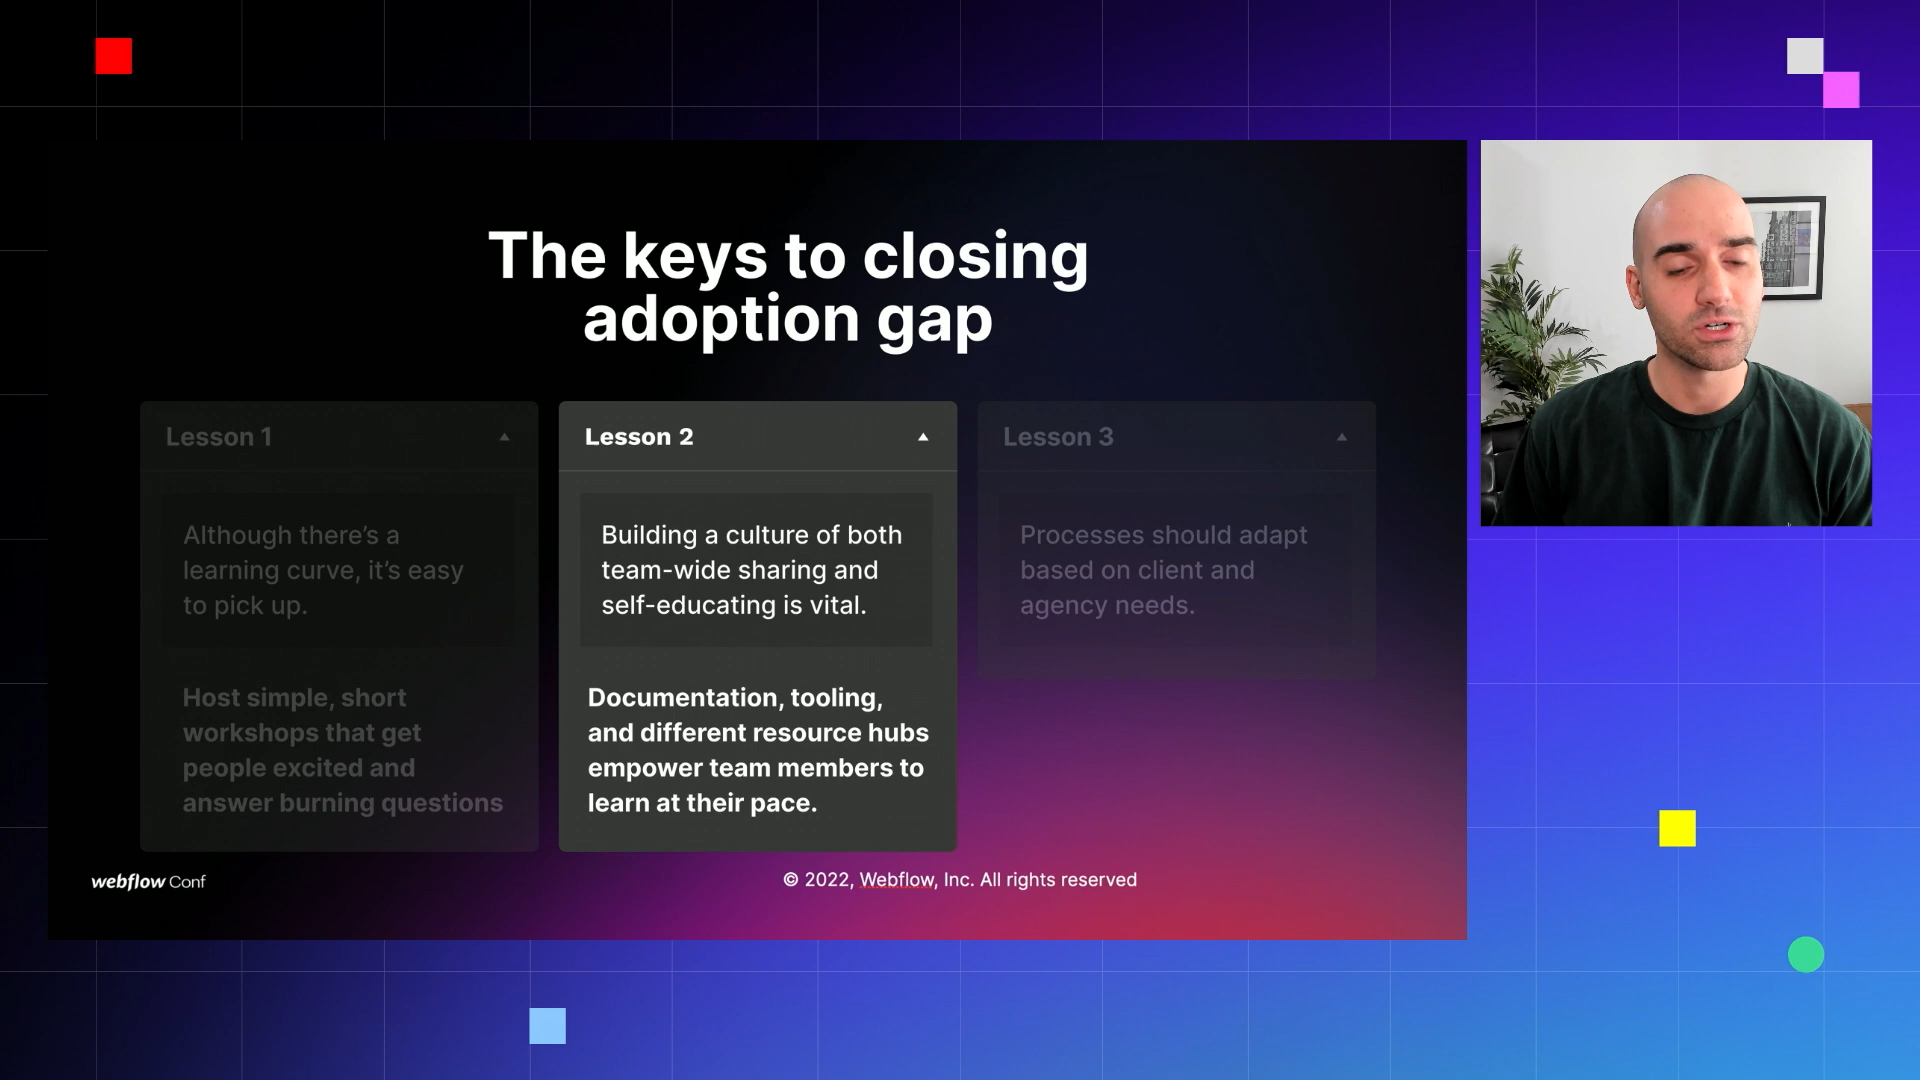 The keys to closing
adoption gap
Lesson 1
Although there’s a
learning curve, it’s easy
to pick up.
Host simple, short
workshops that get
people excited and
answer burning questions
Lesson 2
Building a culture of both
team-wide sharing and
self-educating is vital.
Documentation, tooling,
and different resource hubs
empower team members to
learn at their pace.
Lesson 3
Processes should adapt
based on client and
agency needs.
webflow Conf
© 2022, Webflow, Inc. All rights reserved